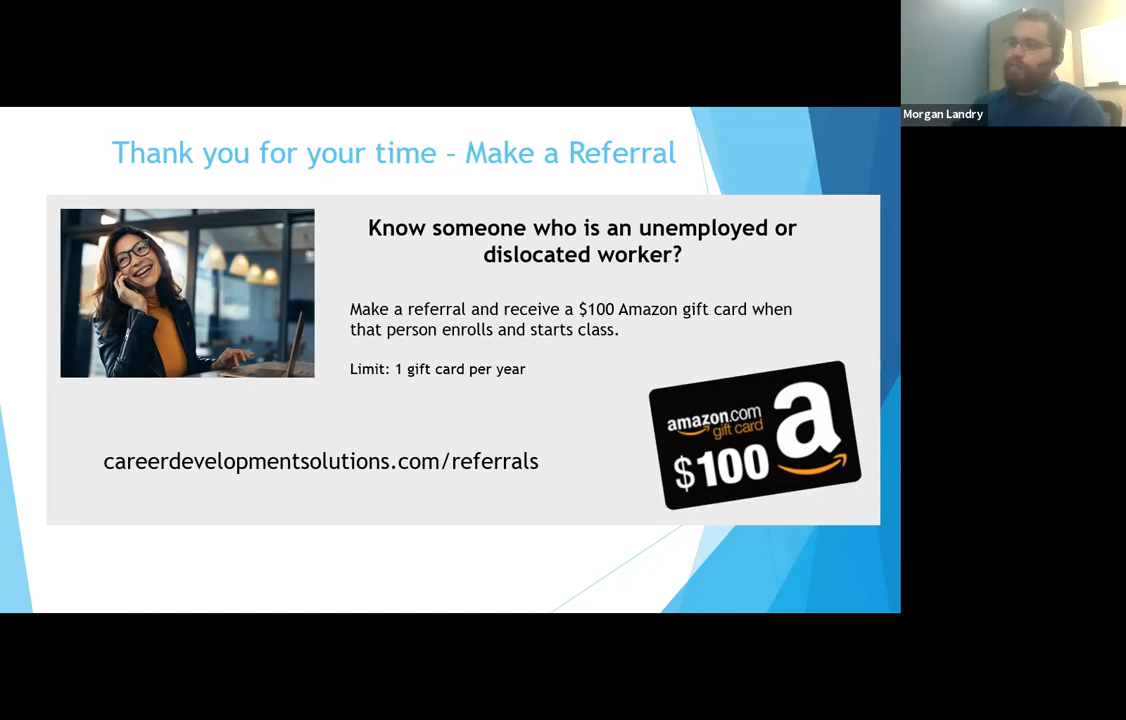 Morgan Landry
Thank you for your time - Make a Referral
Know someone who is an unemployed or
dislocated worker?
Make a referral and receive a $100 Amazon gift card when
that person enrolls and starts class.
Limit: 1 gift card per year
careerdevelopmentsolutions.com/referrals
amazon.com
gift card
a
$100